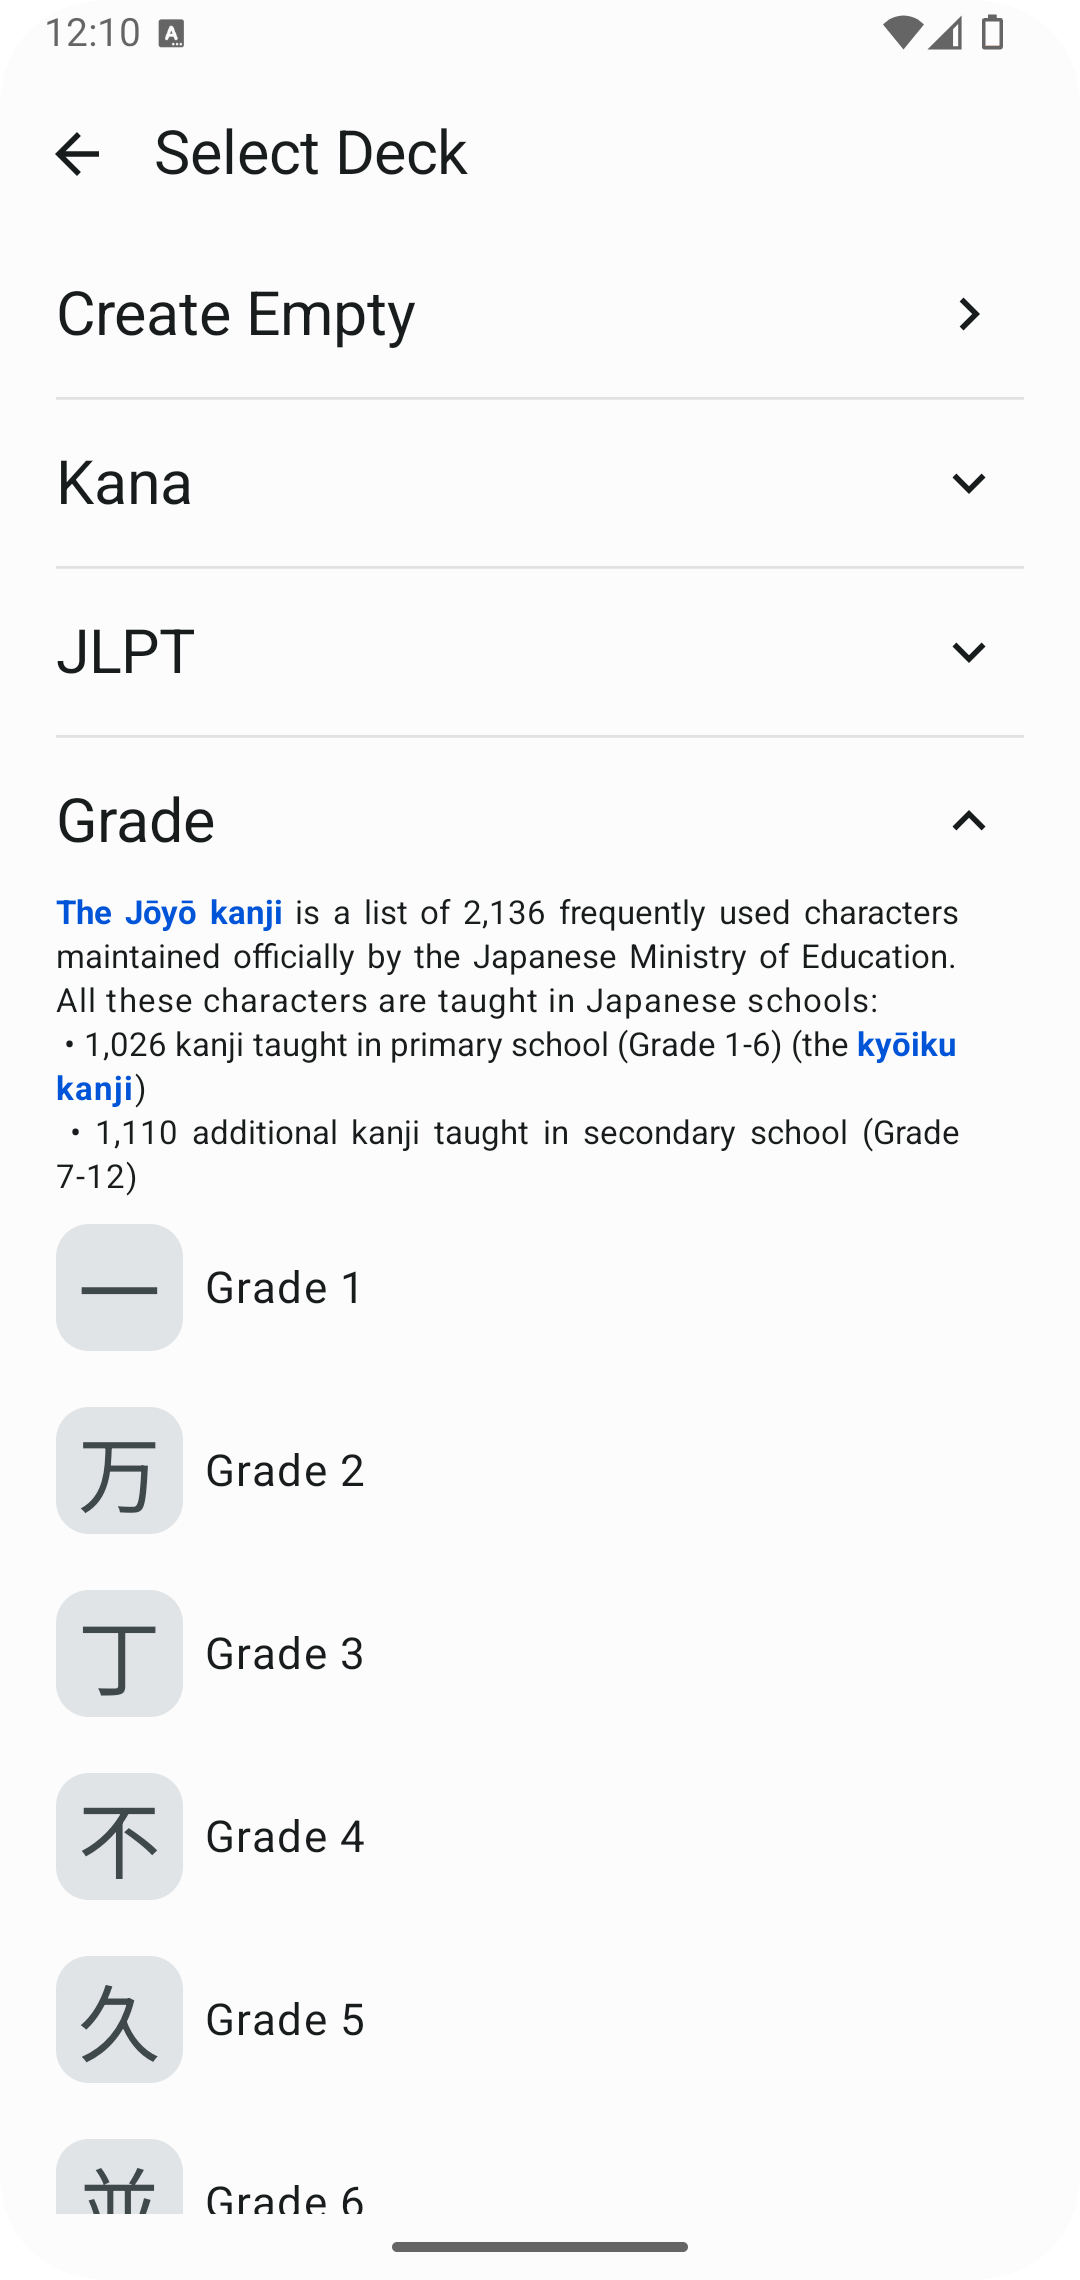 12:10
Select Deck
Create Empty
Kana
JLPT
Grade
The Jōyō kanji is a list of 2,136 frequently used characters
maintained officially by the Japanese Ministry of Education.
All these characters are taught in Japanese schools:
• 1,026 kanji taught in primary school (Grade 1-6) (the kyōiku
kanji)
• 1,110 additional kanji taught in secondary school (Grade
7-12)
一 Grade 1
万 Grade 2
丁 Grade 3
不 Grade 4
久 Grade 5
並 Grade 6